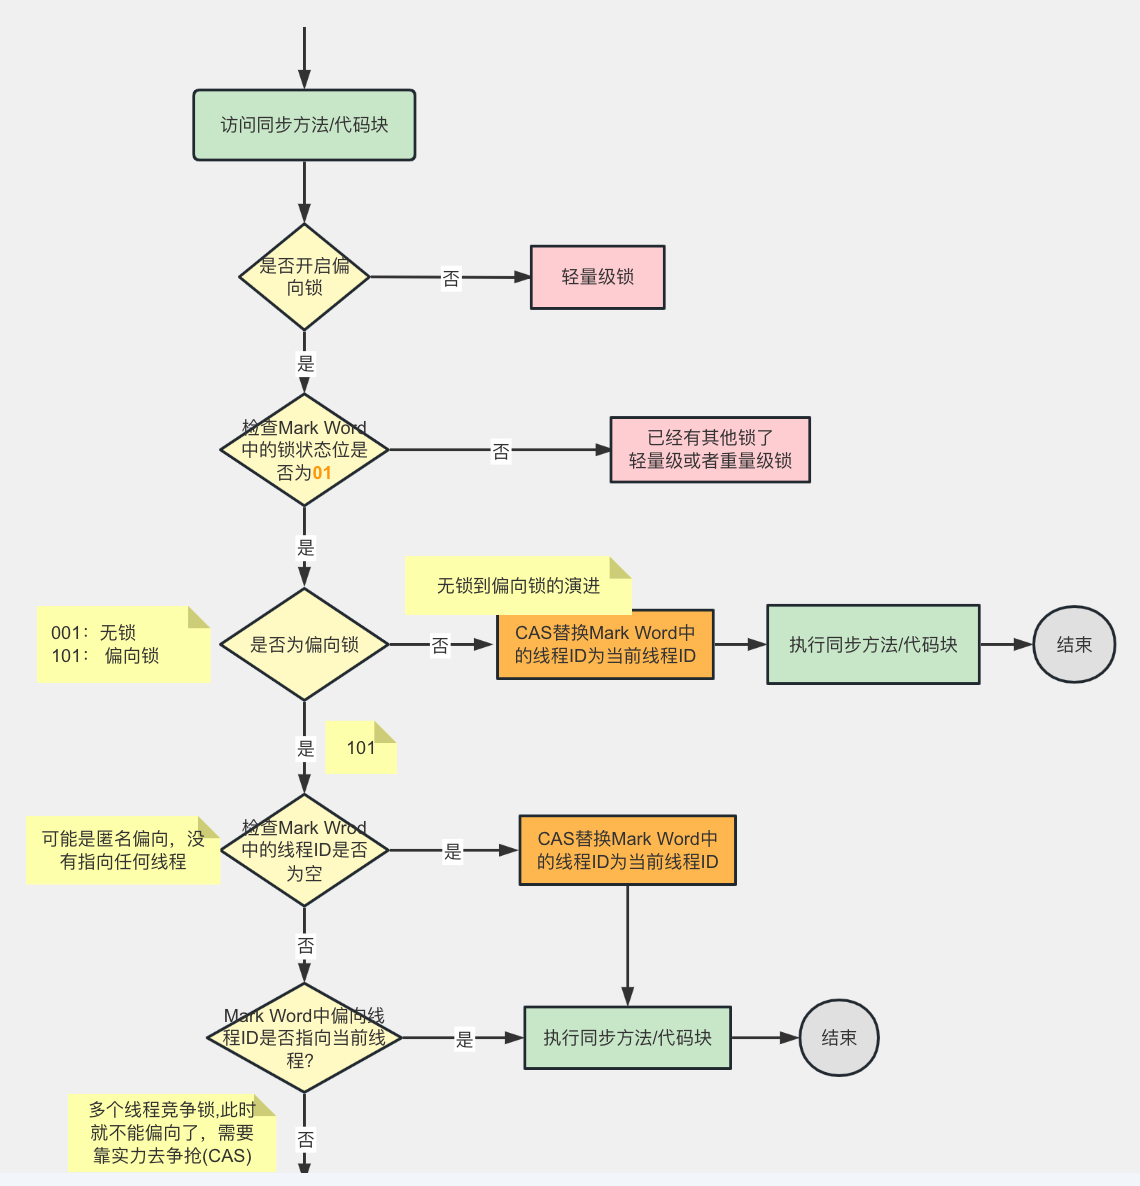 访问同步方法/代码块
是否开启偏
向锁
否
轻量级锁
是
检查Mark Word
中的锁状态位是
否为01
否
已经有其他锁了
轻量级或者重量级锁
是
无锁到偏向锁的演进
001：无锁
101： 偏向锁
是否为偏向锁
否
CAS替换Mark Word中
的线程ID为当前线程ID
执行同步方法/代码块
结束
是
101
可能是匿名偏向，没
有指向任何线程
检查Mark Wrod
中的线程ID是否
为空
是
CAS替换Mark Word中
的线程ID为当前线程ID
否
Mark Word中偏向线
程ID是否指向当前线
程?
是
执行同步方法/代码块
结束
多个线程竞争锁,此时
就不能偏向了，需要
靠实力去争抢(CAS)
否